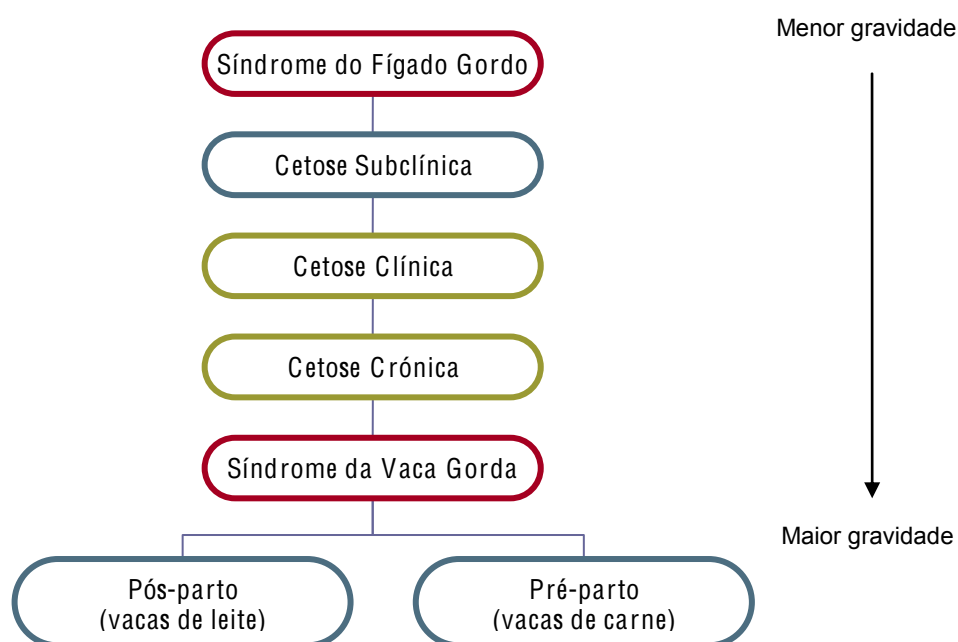 Menor gravidade
Síndrome do Fígado Gordo
Cetose Subclínica
Cetose Clínica
Cetose Crónica
Síndrome da Vaca Gorda
Maior gravidade
Pós-parto
(vacas de leite)
Pré-parto
(vacas de carne)